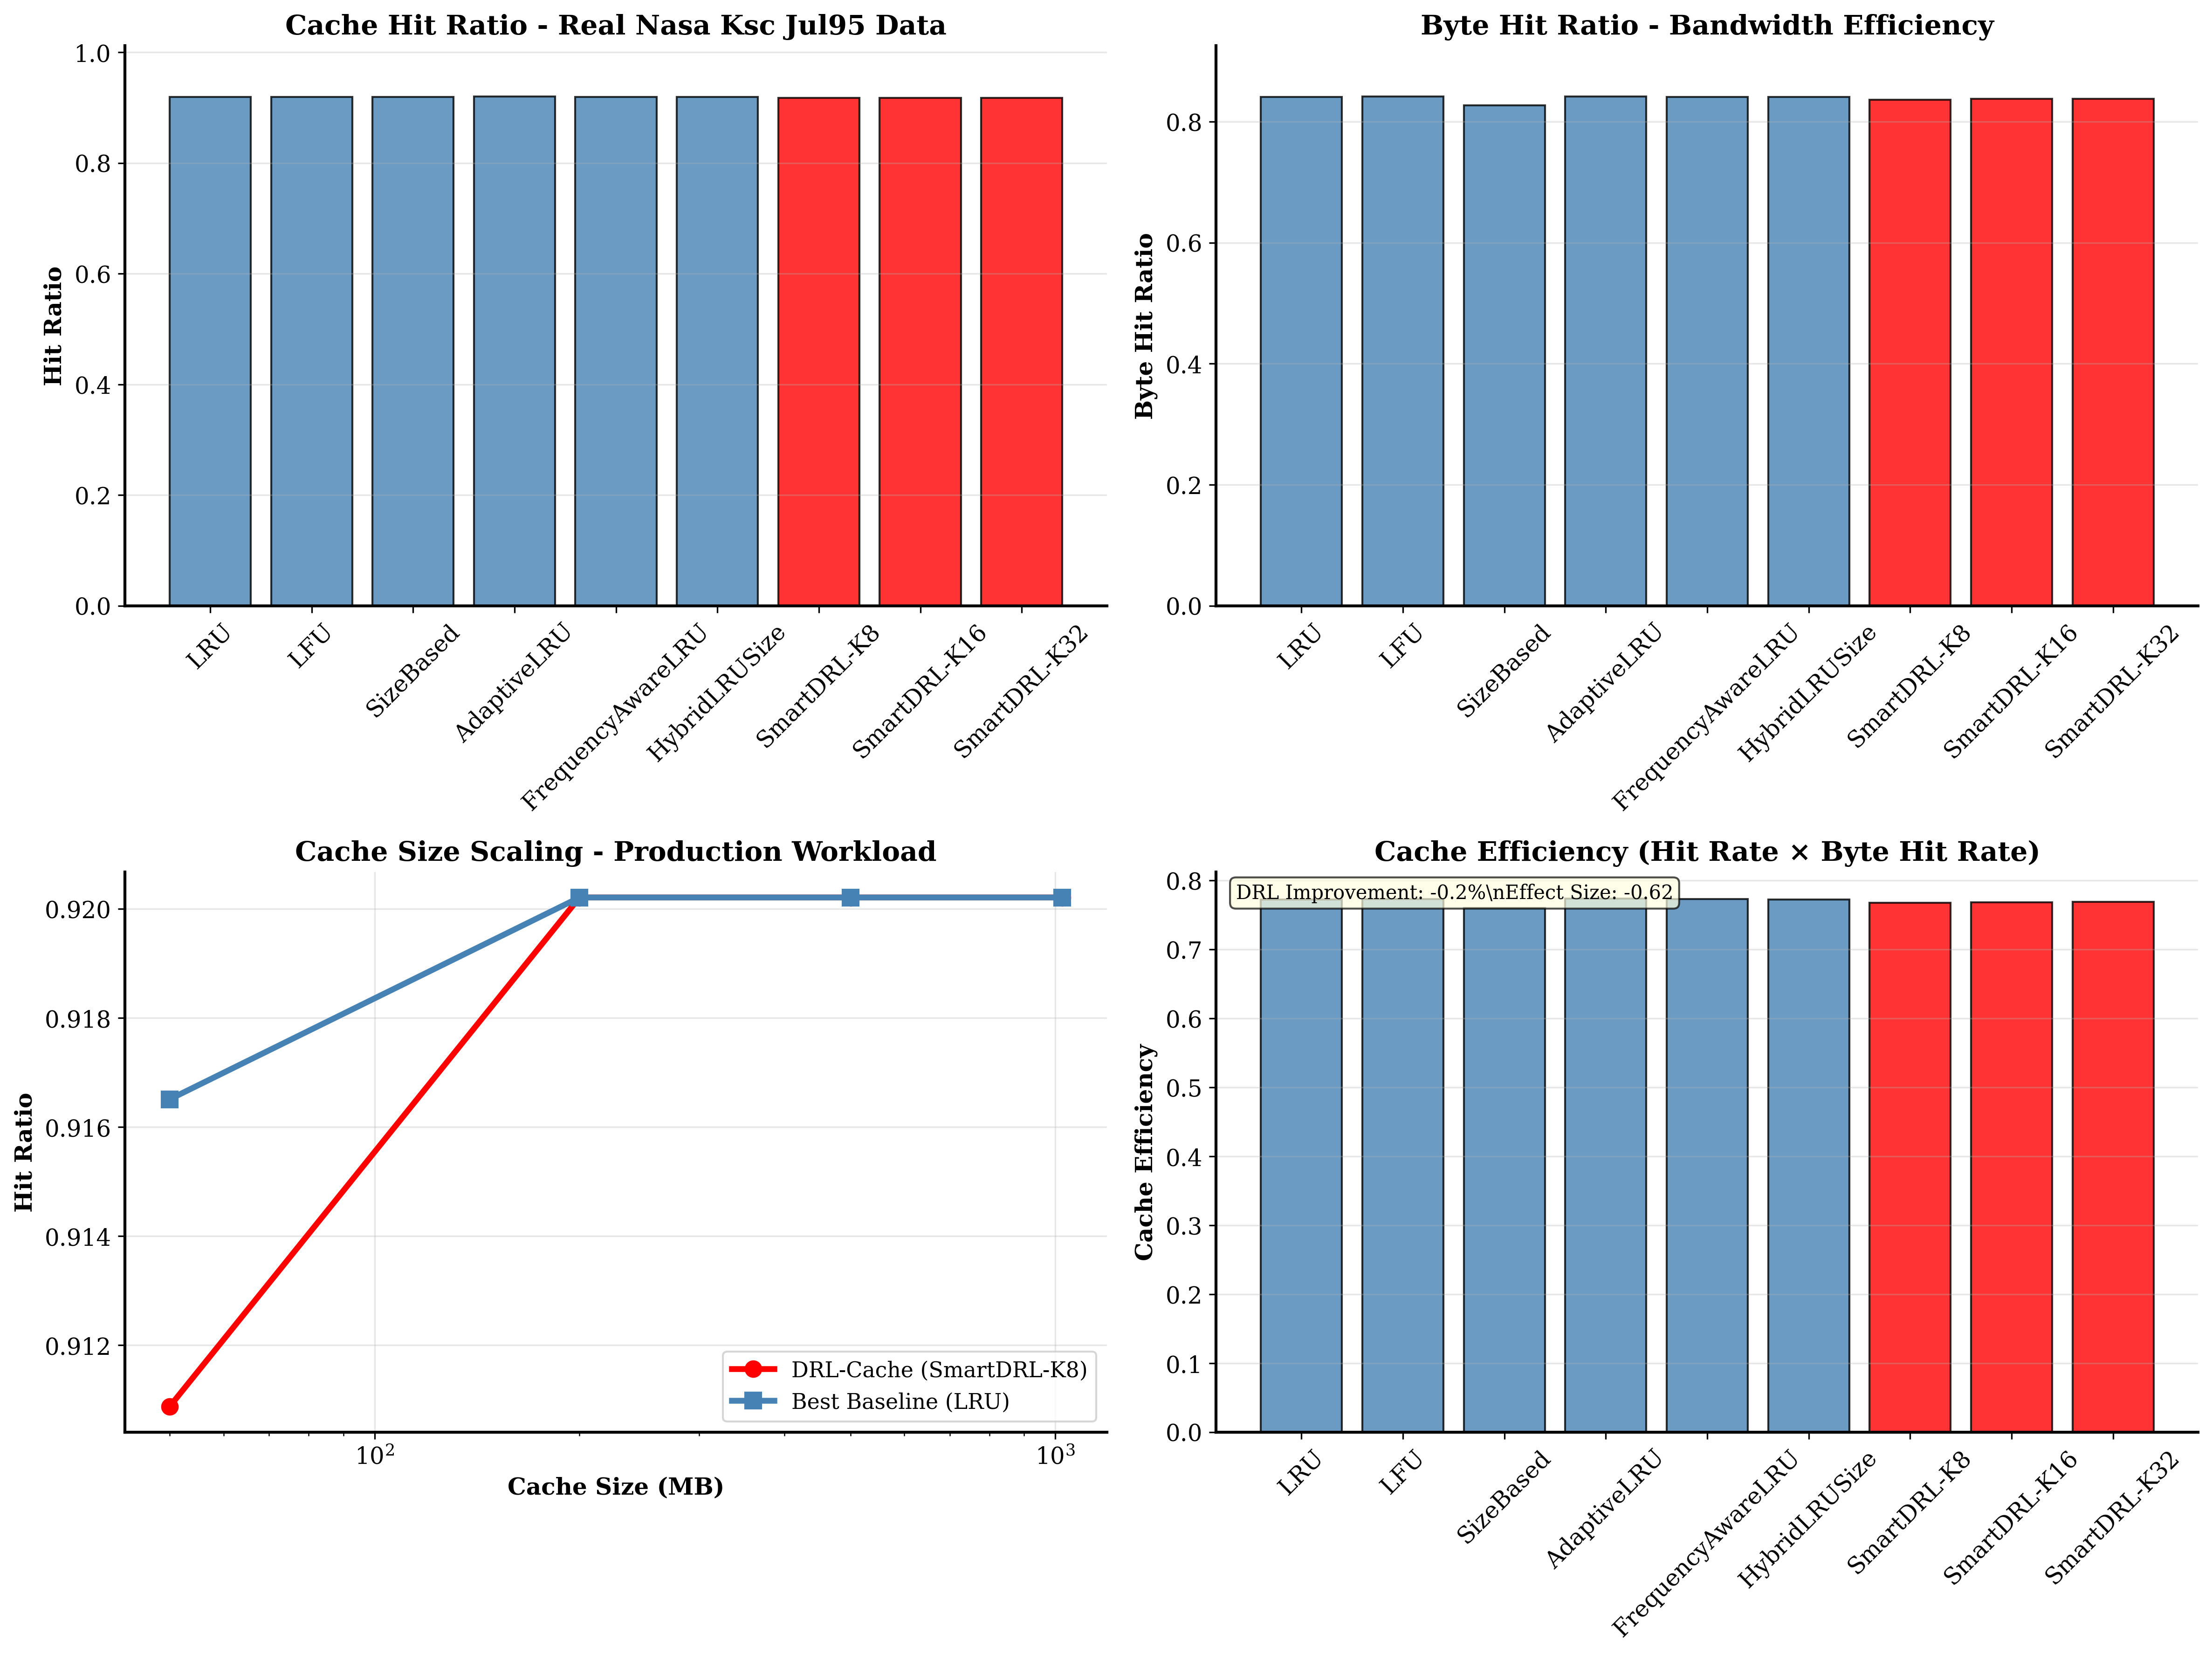 Cache Hit Ratio - Real Nasa Ksc Jul95 Data
Hit Ratio
1.0
0.8
0.6
0.4
0.2
0.0
LRU
LFU
SizeBased
AdaptiveLRU
FrequencyAwareLRU
HybridLRUSize
SmartDRL-K8
SmartDRL-K16
SmartDRL-K32
Byte Hit Ratio - Bandwidth Efficiency
Byte Hit Ratio
0.8
0.6
0.4
0.2
0.0
LRU
LFU
SizeBased
AdaptiveLRU
FrequencyAwareLRU
HybridLRUSize
SmartDRL-K8
SmartDRL-K16
SmartDRL-K32
Cache Size Scaling - Production Workload
Hit Ratio
0.920
0.918
0.916
0.914
0.912
DRL-Cache (SmartDRL-K8)
Best Baseline (LRU)
10²
10³
Cache Size (MB)
Cache Efficiency (Hit Rate × Byte Hit Rate)
DRL Improvement: -0.2%\nEffect Size: -0.62
Cache Efficiency
0.8
0.7
0.6
0.5
0.4
0.3
0.2
0.1
0.0
LRU
LFU
SizeBased
AdaptiveLRU
FrequencyAwareLRU
HybridLRUSize
SmartDRL-K8
SmartDRL-K16
SmartDRL-K32